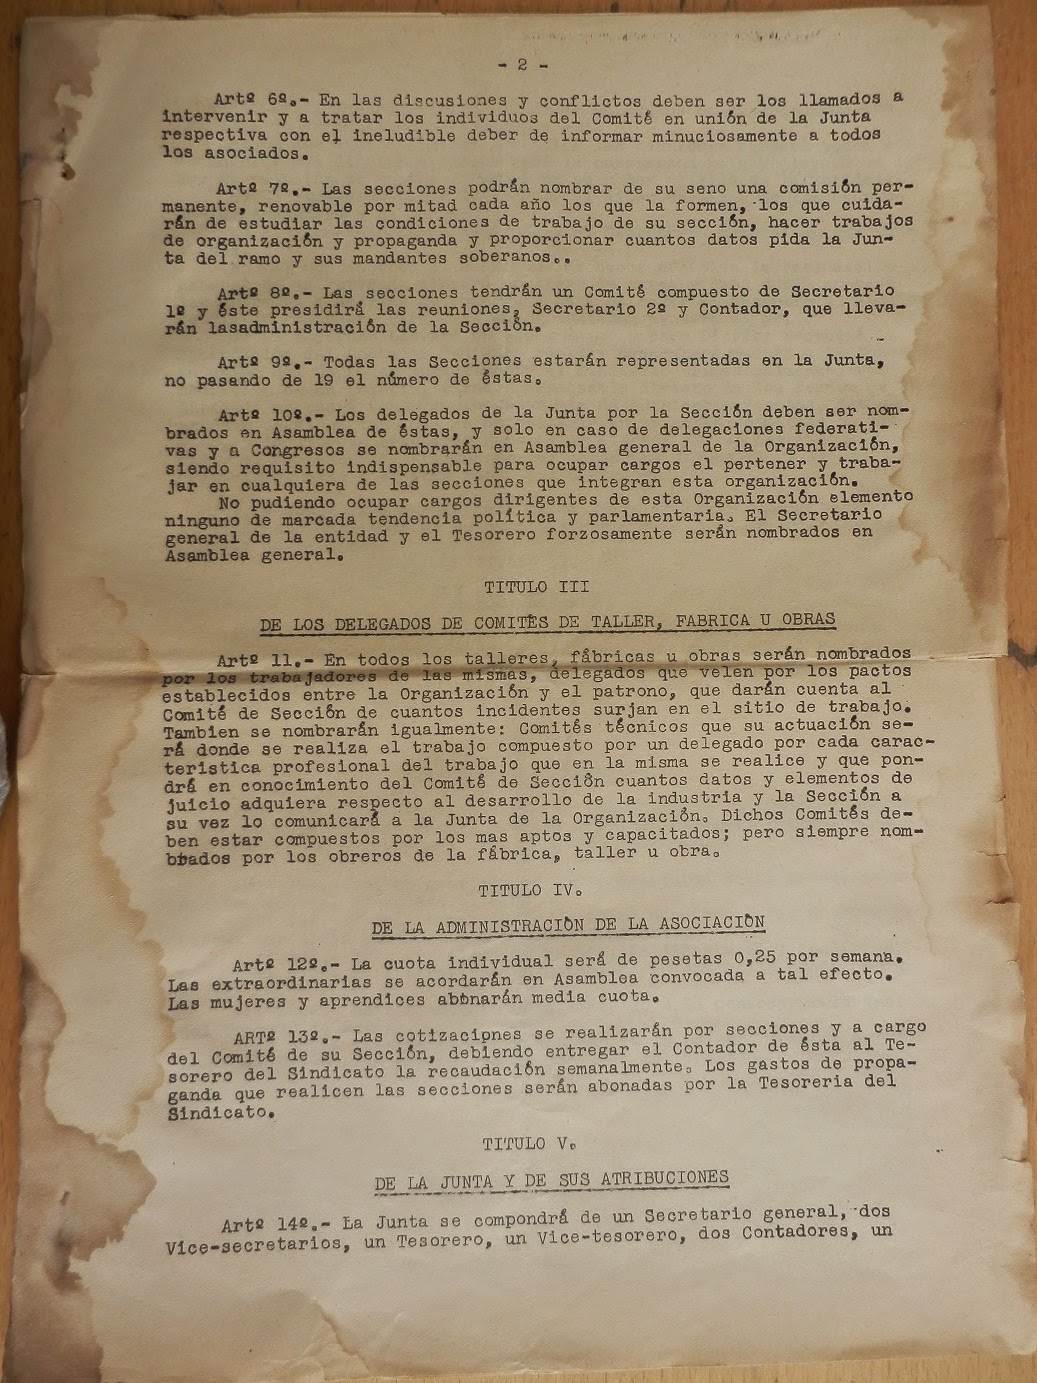 - 2 -
Artº 6º.- En las discusiones y conflictos deben ser los llamados a
intervenir y a tratar los individuos del Comité en unión de la Junta
respectiva con el ineludible deber de informar minuciosamente a todos
los asociados.
Artº 7º.- Las secciones podrán nombrar de su seno una comisión per-
manente, renovable por mitad cada año los que la formen, los que cuida-
rán de estudiar las condiciones de trabajo de su sección, hacer trabajos
de organización y propaganda y proporcionar cuantos datos pida la Jun-
ta del ramo y sus mandantes soberanos..
Artº 8º.- Las secciones tendrán un Comité compuesto de Secretario
1º y éste presidirá las reuniones, Secretario 2º y Contador, que lleva-
rán lasadministración de la Sección.
Artº 9º.- Todas las Secciones estarán representadas en la Junta,
no pasando de 19 el número de éstas.
Artº 10º.- Los delegados de la Junta por la Sección deben ser nom-
brados en Asamblea de éstas, y solo en caso de delegaciones federati-
vas y a Congresos se nombrarán en Asamblea general de la Organización,
siendo requisito indispensable para ocupar cargos el pertener y traba-
jar en cualquiera de las secciones que integran esta organización.
No pudiendo ocupar cargos dirigentes de esta Organización elemento
ninguno de marcada tendencia política y parlamentaria. El Secretario
general de la entidad y el Tesorero forzosamente serán nombrados en
Asamblea general.
TITULO III
DE LOS DELEGADOS DE COMITÉS DE TALLER, FABRICA U OBRAS
Artº 11.- En todos los talleres, fábricas u obras serán nombrados
por los trabajadores de las mismas, delegados que velen por los pactos
establecidos entre la Organización y el patrono, que darán cuenta al
Comité de Sección de cuantos incidentes surjan en el sitio de trabajo.
Tambien se nombrarán igualmente: Comités técnicos que su actuación se-
rá donde se realiza el trabajo compuesto por un delegado por cada carac-
teristica profesional del trabajo que en la misma se realice y que pon-
drá en conocimiento del Comité de Sección cuantos datos y elementos de
juicio adquiera respecto al desarrollo de la industria y la Sección a
su vez lo comunicará a la Junta de la Organización. Dichos Comités de-
ben estar compuestos por los mas aptos y capacitados; pero siempre nom-
brados por los obreros de la fábrica, taller u obra.
TITULO IV.
DE LA ADMINISTRACIÓN DE LA ASOCIACIÓN
Artº 12º.- La cuota individual será de pesetas 0,25 por semana.
Las extraordinarias se acordarán en Asamblea convocada a tal efecto.
Las mujeres y aprendices abonarán media cuota.
ARTº 13º.- Las cotizacipnes se realizarán por secciones y a cargo
del Comité de su Sección, debiendo entregar el Contador de ésta al Te-
sorero del Sindicato la recaudación semanalmente. Los gastos de propa-
ganda que realicen las secciones serán abonadas por la Tesoreria del
Sindicato.
TITULO V.
DE LA JUNTA Y DE SUS ATRIBUCIONES
Artº 14º.- La Junta se compondrá de un Secretario general, dos
Vice-secretarios, un Tesorero, un Vice-tesorero, dos Contadores, un